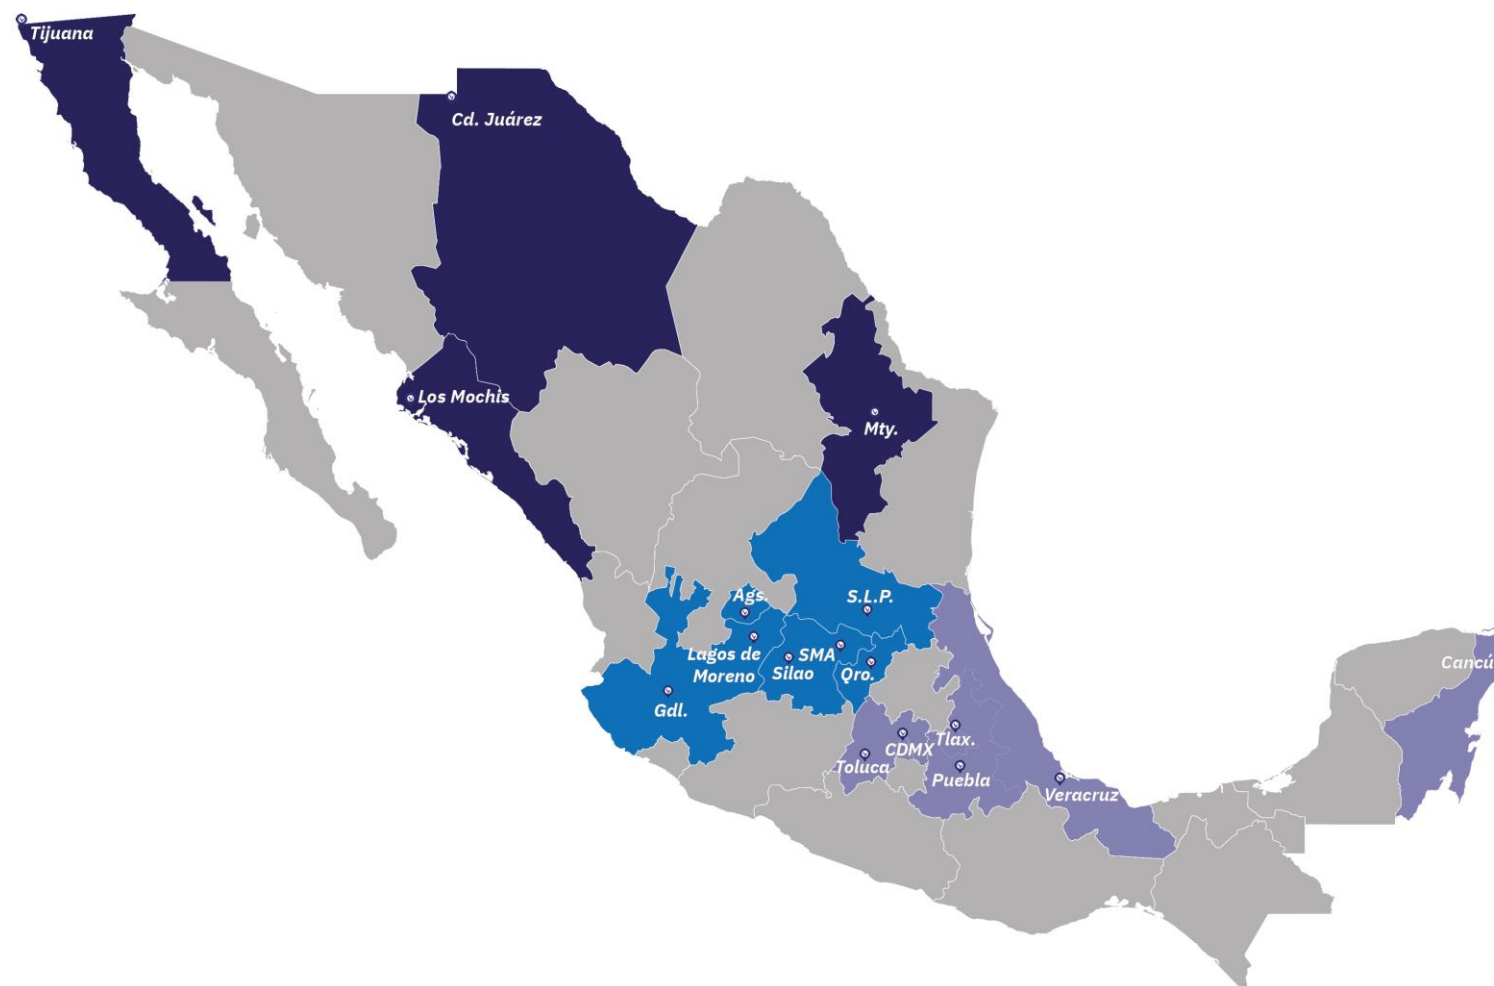 Tijuana
Cd. Juárez
Los Mochis
Mty.
Ags.
S.L.P.
Lagos de
Moreno
SMA
Silao
Qro.
Gdl.
CDMX
Tlax.
Toluca
Puebla
Veracruz
Cancú